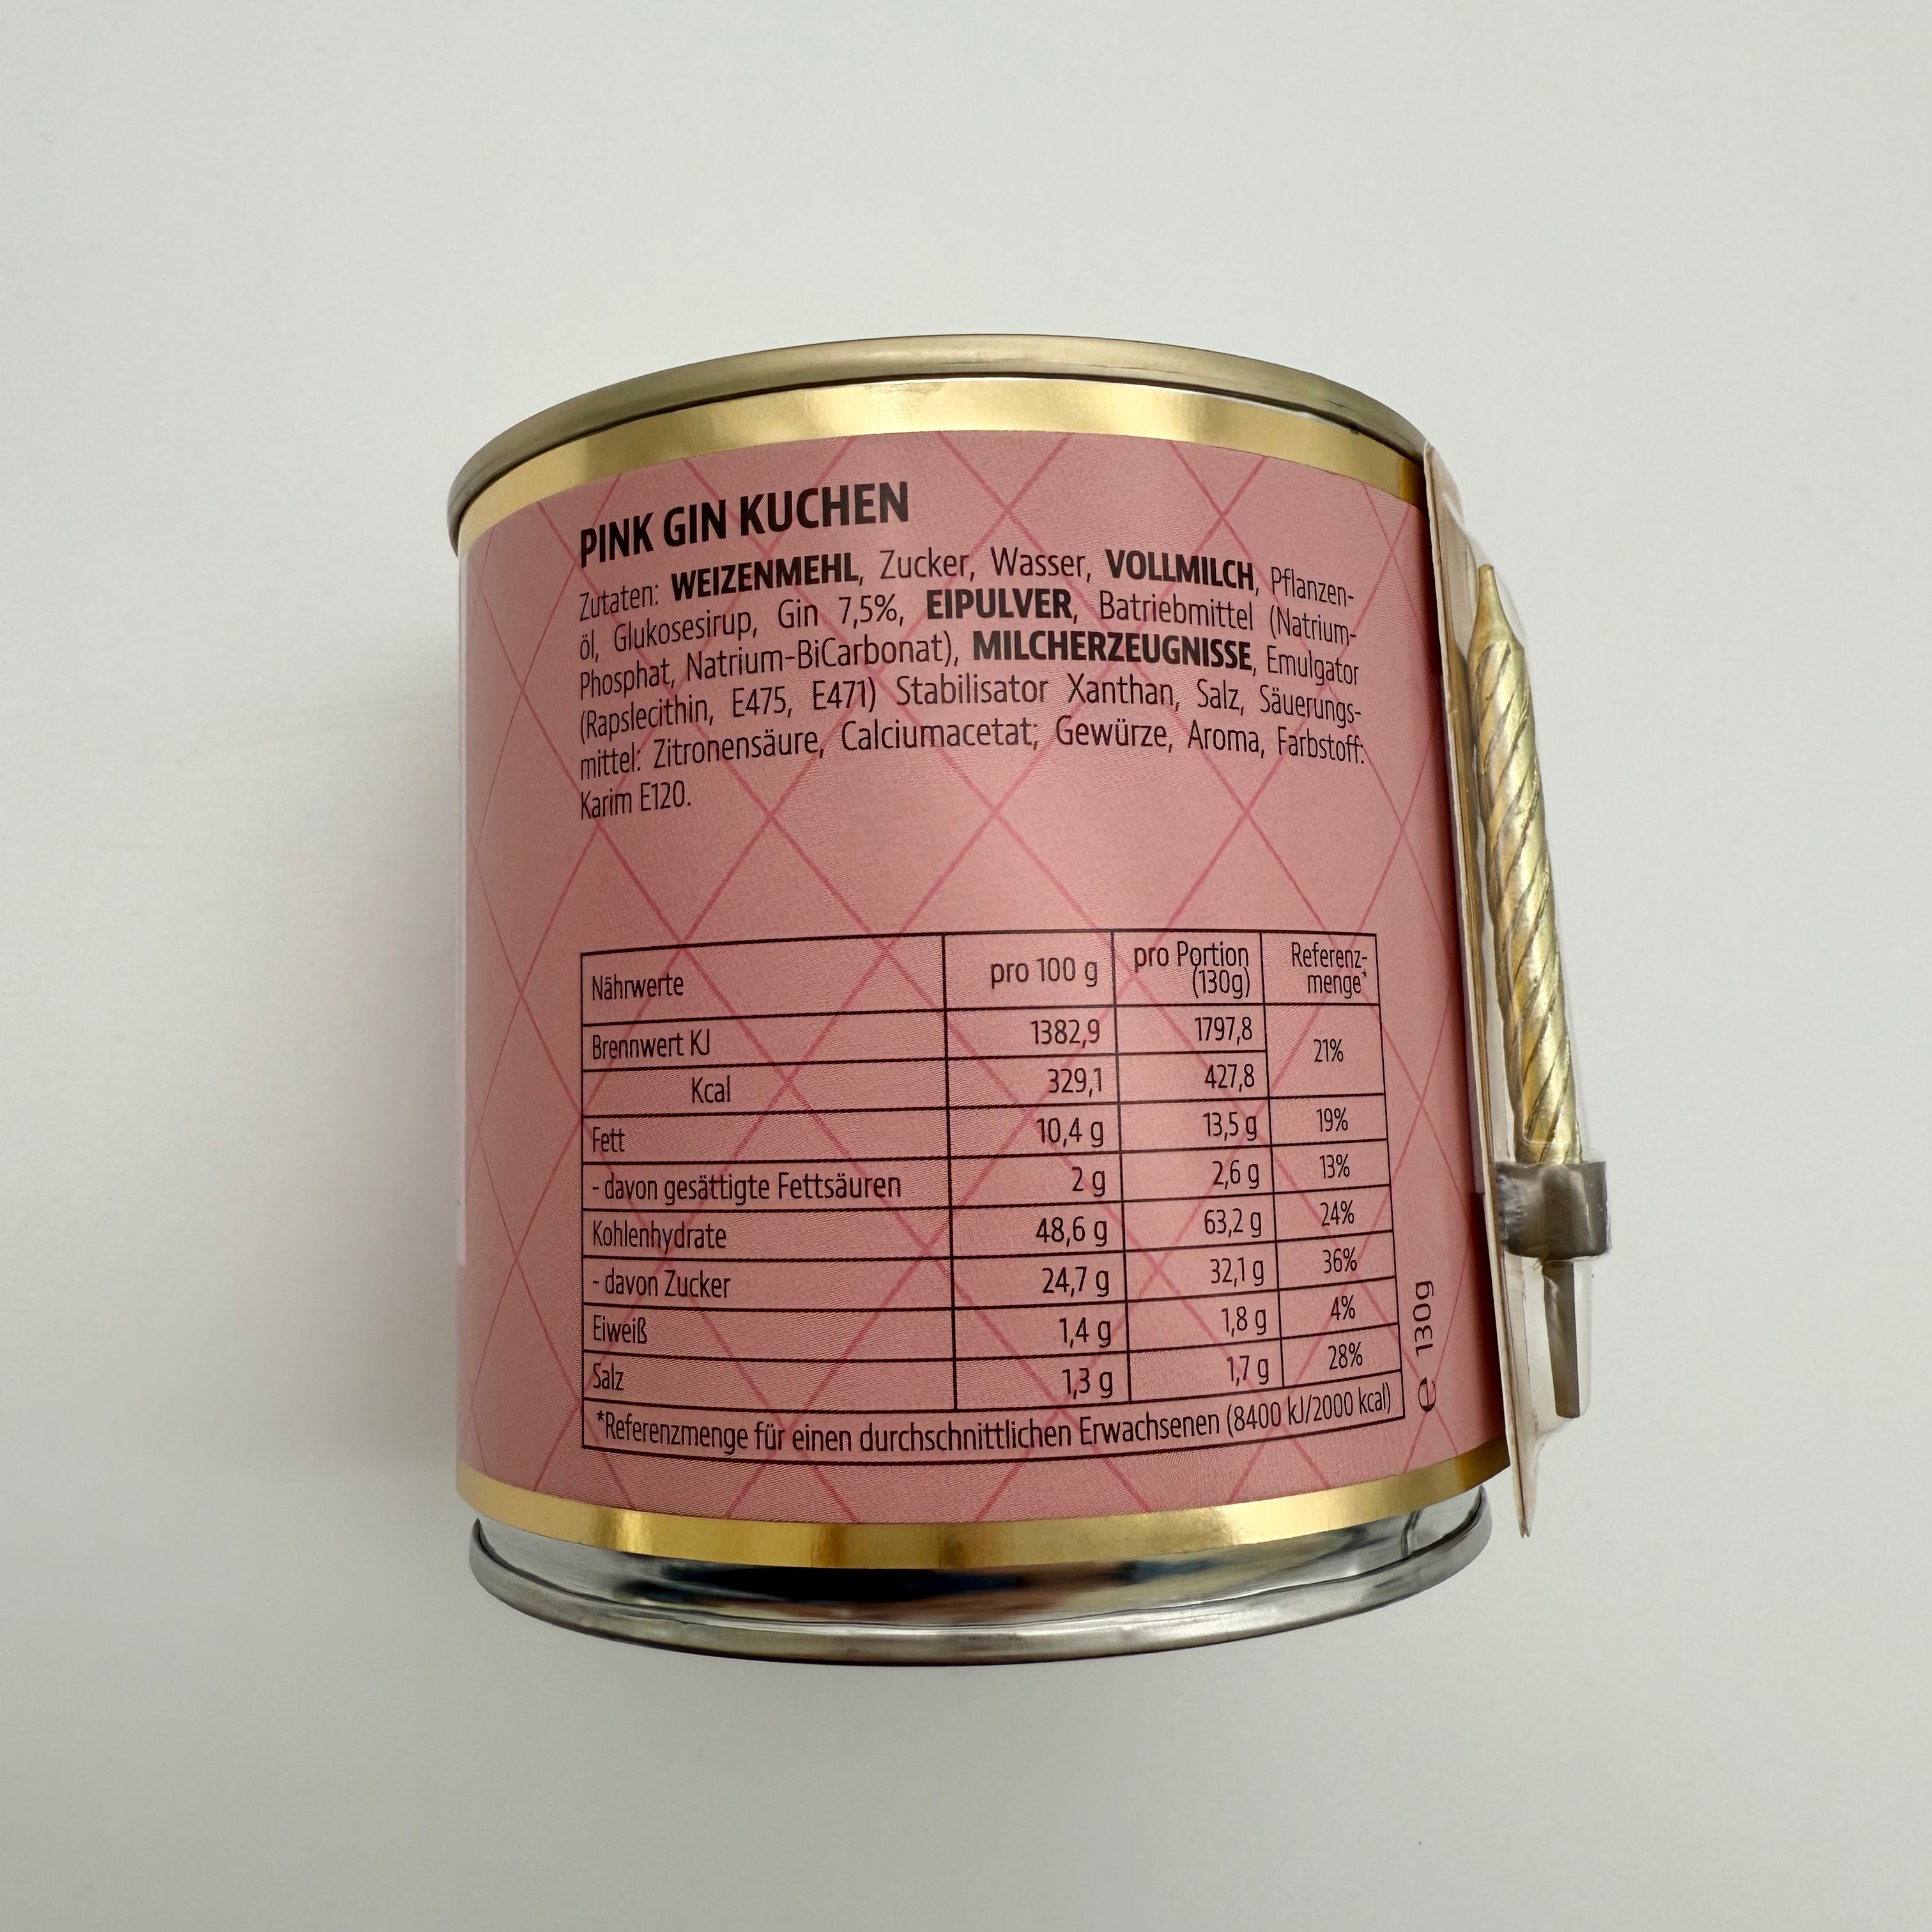 PINK GIN KUCHEN
Zutaten: WEIZENMEHL, Zucker, Wasser, VOLLMILCH, Pflanzen-
öl, Glukosesirup, Gin 7,5%, EIPULVER, Batriebmittel (Natrium-
Phosphat, Natrium-BiCarbonat), MILCHERZEUGNISSE, Emulgator
(Rapslecithin, E475, E471) Stabilisator Xanthan, Salz, Säuerungs-
mittel: Zitronensäure, Calciumacetat; Gewürze, Aroma, Farbstoff:
Karim E120.
Nährwerte pro 100 g pro Portion (130g) Referenz-menge*
Brennwert KJ 1382,9 1797,8 21%
Kcal 329,1 427,8
Fett 10,4 g 13,5 g 19%
- davon gesättigte Fettsäuren 2 g 2,6 g 13%
Kohlenhydrate 48,6 g 63,2 g 24%
- davon Zucker 24,7 g 32,1 g 36%
Eiweiß 1,4 g 1,8 g 4%
Salz 1,3 g 1,7 g 28%
*Referenzmenge für einen durchschnittlichen Erwachsenen (8400 kJ/2000 kcal)
e 130g